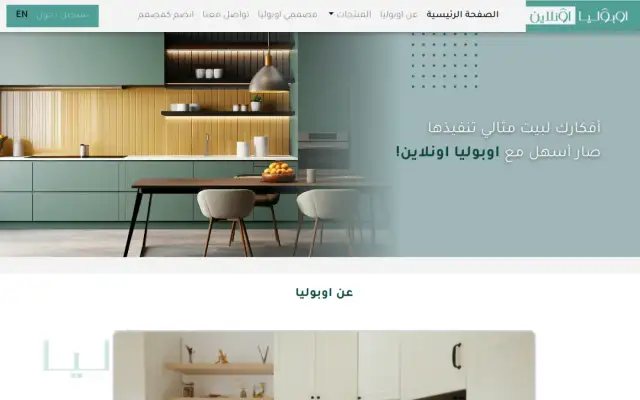 اوبوليا اونلاين
الصفحة الرئيسية
عن اوبوليا
المنتجات
مصممي اوبوليا
تواصل معنا
انضم كمصمم
تسجيل دخول
EN
أفكارك لبيت مثالي تنفيذها
صار أسهل مع اوبوليا اونلاين!
عن اوبوليا
ليا